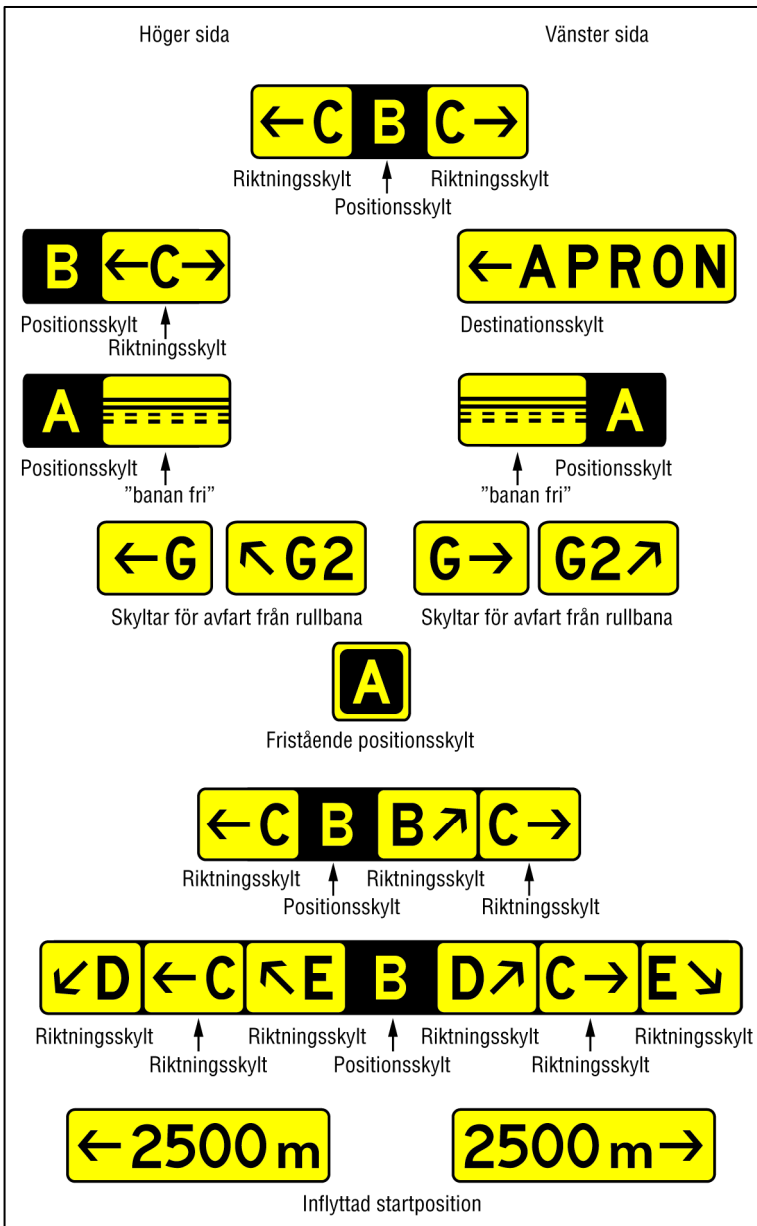 Höger sida Vänster sida
←C B C→
Riktningsskylt Riktningsskylt
Positionsskylt
B ←C→ ←APRON
Positionsskylt Destinationsskylt
Riktningsskylt
A A
Positionsskylt Positionsskylt
”banan fri” ”banan fri”
←G ↖G2 G→ G2↗
Skyltar för avfart från rullbana Skyltar för avfart från rullbana
A
Fristående positionsskylt
←C B B↗ C→
Riktningsskylt Riktningsskylt
Positionsskylt Riktningsskylt
↙D ←C ↖E B D↗ C→ E↘
Riktningsskylt Riktningsskylt Positionsskylt Riktningsskylt Riktningsskylt
Riktningsskylt Riktningsskylt
←2500 m 2500 m→
Inflyttad startposition